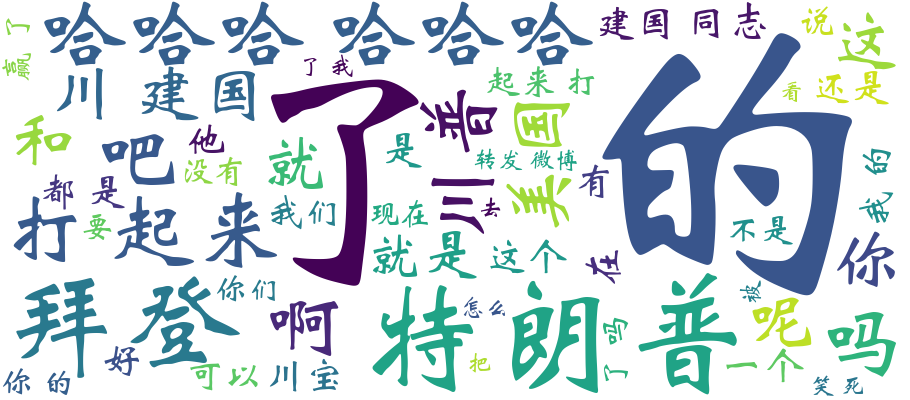 赢了
哈哈哈 哈哈哈
建国 同志
说
这
了我
川 建国
起来 打
看
还是
了
普
国
的
和
吧
他
没有
就
是
转发 微博
美
有
我的
都是
川
去
打 起来
要
我们
现在
不是
就是
这个
在
你
拜登
你们
啊
特朗普
怎么
被
呢
吗
好
了吗
你的
可以
川宝
把
一个
笑死